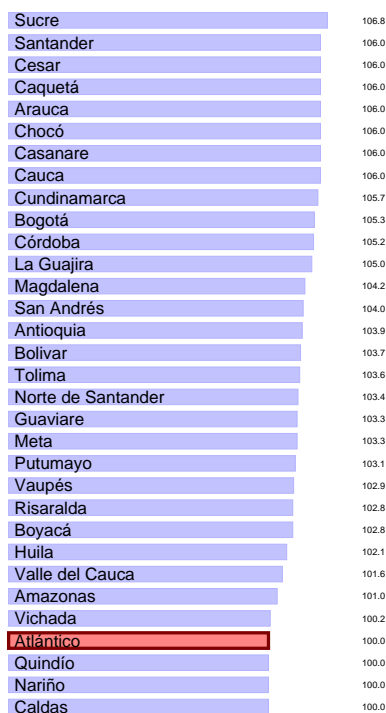 Sucre 106.8
Santander 106.0
Cesar 106.0
Caquetá 106.0
Arauca 106.0
Chocó 106.0
Casanare 106.0
Cauca 106.0
Cundinamarca 105.7
Bogotá 105.3
Córdoba 105.2
La Guajira 105.0
Magdalena 104.2
San Andrés 104.0
Antioquia 103.9
Bolivar 103.7
Tolima 103.6
Norte de Santander 103.4
Guaviare 103.3
Meta 103.3
Putumayo 103.1
Vaupés 102.9
Risaralda 102.8
Boyacá 102.8
Huila 102.1
Valle del Cauca 101.6
Amazonas 101.0
Vichada 100.2
Atlántico 100.0
Quindío 100.0
Nariño 100.0
Caldas 100.0